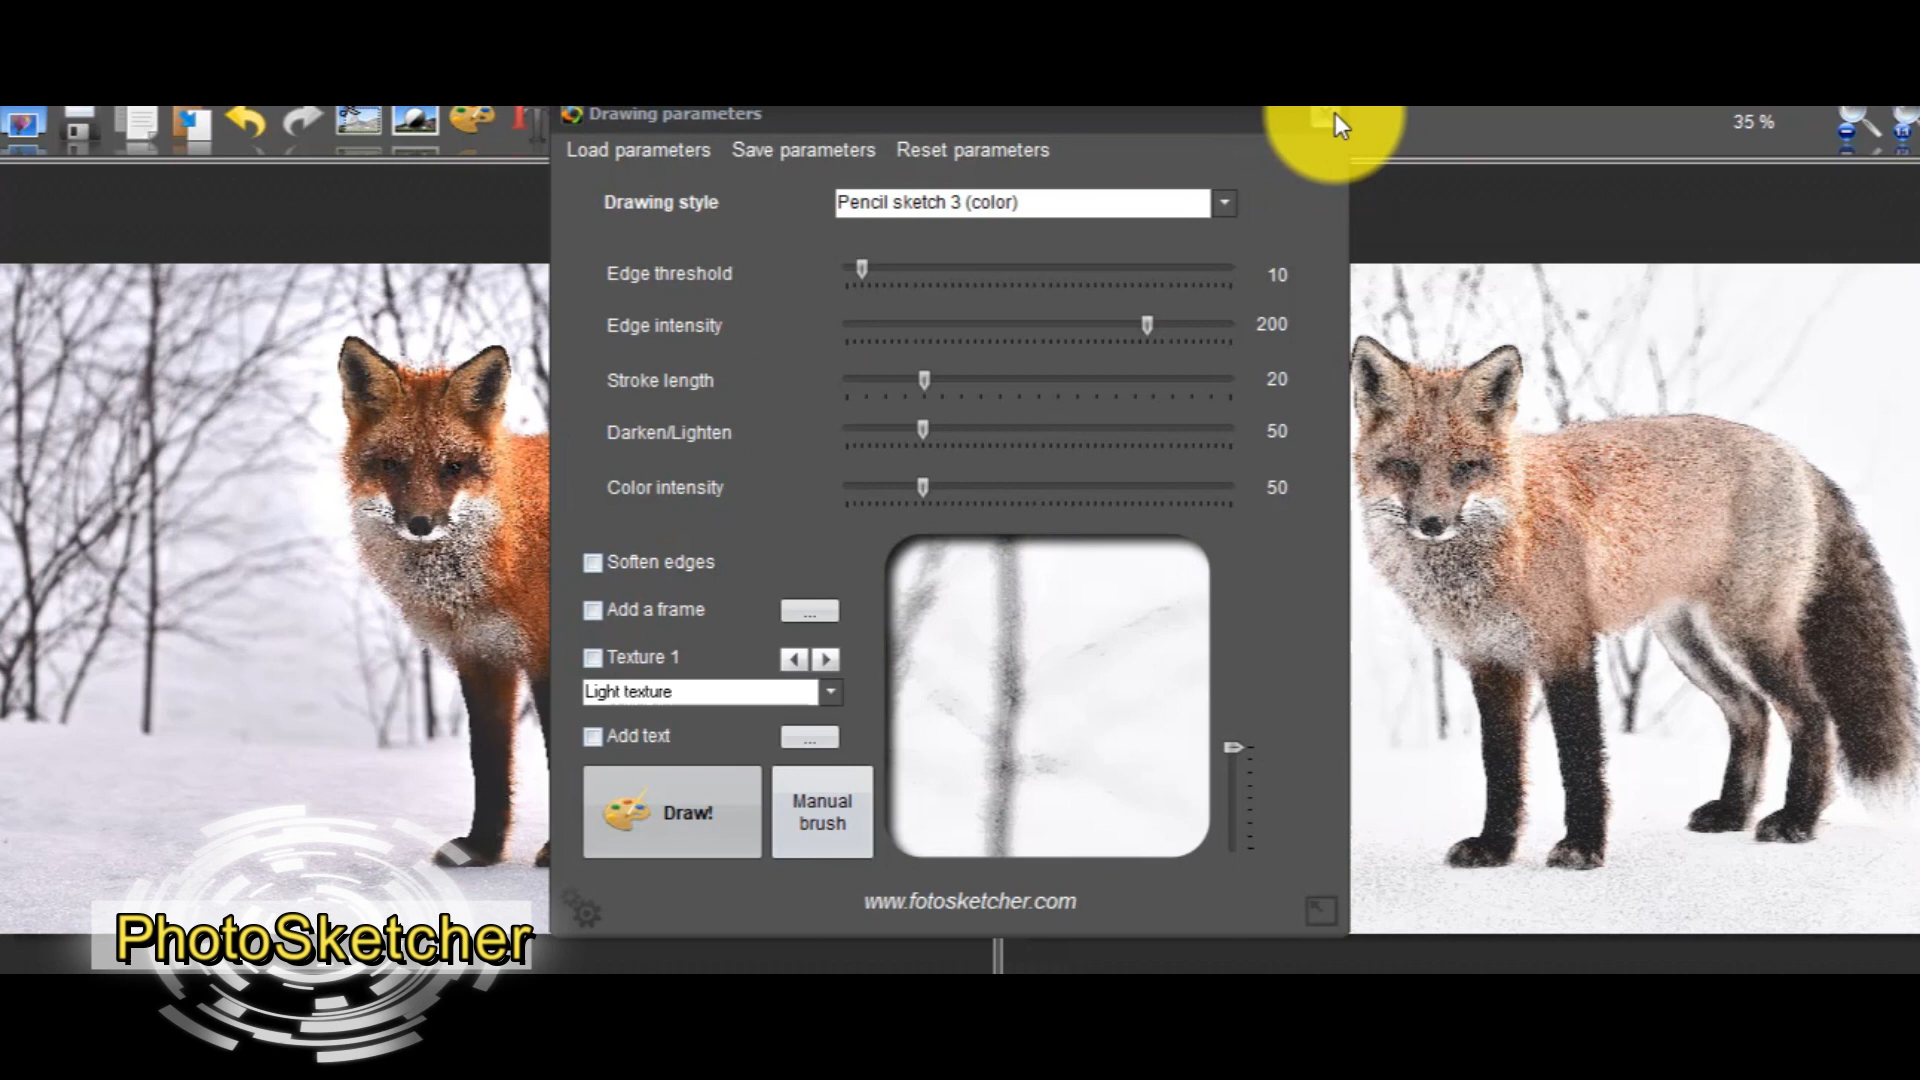 Drawing parameters
35 %
Load parameters Save parameters Reset parameters
Drawing style Pencil sketch 3 (color)
Edge threshold 10
Edge intensity 200
Stroke length 20
Darken/Lighten 50
Color intensity 50
Soften edges
Add a frame ...
Texture 1
Light texture
Add text ...
Draw! Manual brush
www.fotosketcher.com
PhotoSketcher